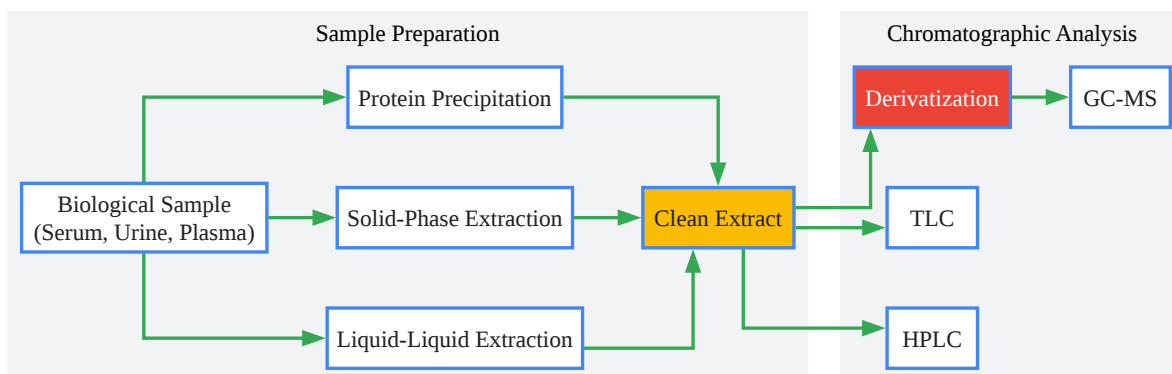 Sample Preparation
Chromatographic Analysis
Protein Precipitation
Derivatization
GC-MS
Biological Sample
(Serum, Urine, Plasma)
Solid-Phase Extraction
Clean Extract
TLC
Liquid-Liquid Extraction
HPLC